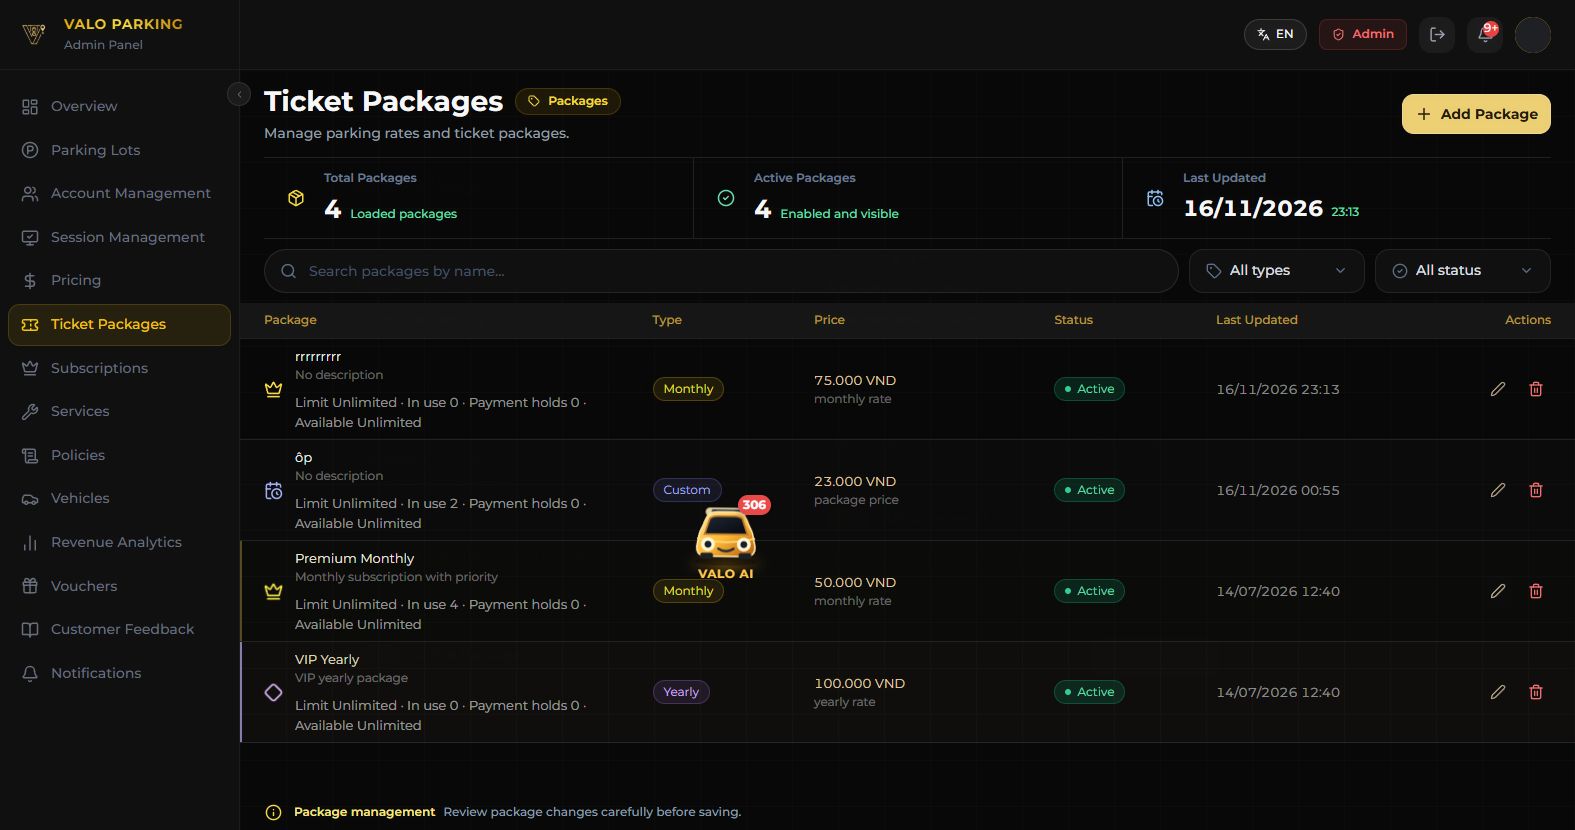 VALO PARKING
Admin Panel
EN
Admin
9+
Overview
Parking Lots
Account Management
Session Management
Pricing
Ticket Packages
Subscriptions
Services
Policies
Vehicles
Revenue Analytics
Vouchers
Customer Feedback
Notifications
Ticket Packages
Packages
Manage parking rates and ticket packages.
+ Add Package
Total Packages
4 Loaded packages
Active Packages
4 Enabled and visible
Last Updated
16/11/2026 23:13
Search packages by name...
All types
All status
Package Type Price Status Last Updated Actions
rrrrrrrrr
No description
Limit Unlimited · In use 0 · Payment holds 0 ·
Available Unlimited
Monthly
75.000 VND
monthly rate
Active
16/11/2026 23:13
ôp
No description
Limit Unlimited · In use 2 · Payment holds 0 ·
Available Unlimited
Custom
23.000 VND
package price
Active
16/11/2026 00:55
306
VALO AI
Premium Monthly
Monthly subscription with priority
Limit Unlimited · In use 4 · Payment holds 0 ·
Available Unlimited
Monthly
50.000 VND
monthly rate
Active
14/07/2026 12:40
VIP Yearly
VIP yearly package
Limit Unlimited · In use 0 · Payment holds 0 ·
Available Unlimited
Yearly
100.000 VND
yearly rate
Active
14/07/2026 12:40
Package management Review package changes carefully before saving.